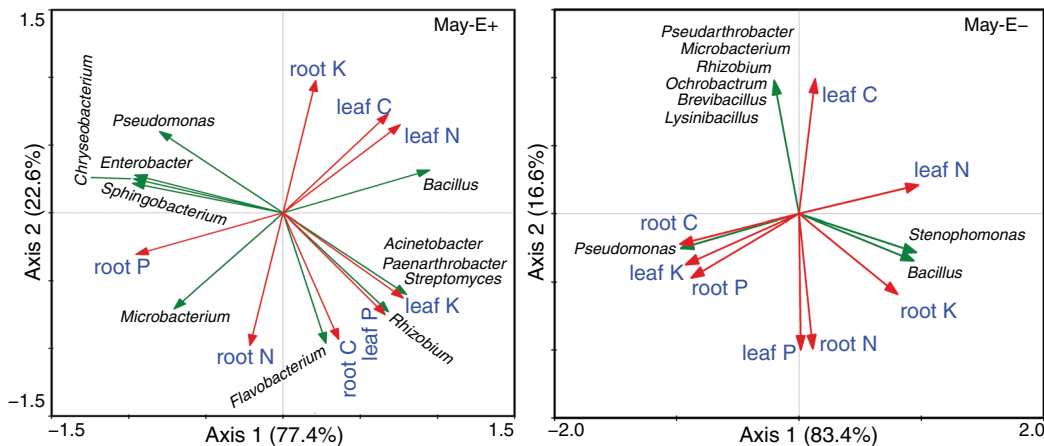 1.5
May-E+
root K
leaf C
leaf N
Pseudomonas
Chryseobacterium
Enterobacter
Sphingobacterium
Bacillus
root P
Acinetobacter
Paenarthrobacter
Streptomyces
leaf K
Microbacterium
Rhizobium
root N
Flavobacterium
root C
leaf P
Axis 2 (22.6%)
−1.5
−1.5
Axis 1 (77.4%)
1.5
May-E−
Pseudarthrobacter
Microbacterium
Rhizobium
Ochrobactrum
Brevibacillus
Lysinibacillus
leaf C
leaf N
root C
Pseudomonas
leaf K
root P
Stenophomonas
Bacillus
root K
leaf P
root N
Axis 2 (16.6%)
−2.0
Axis 1 (83.4%)
2.0